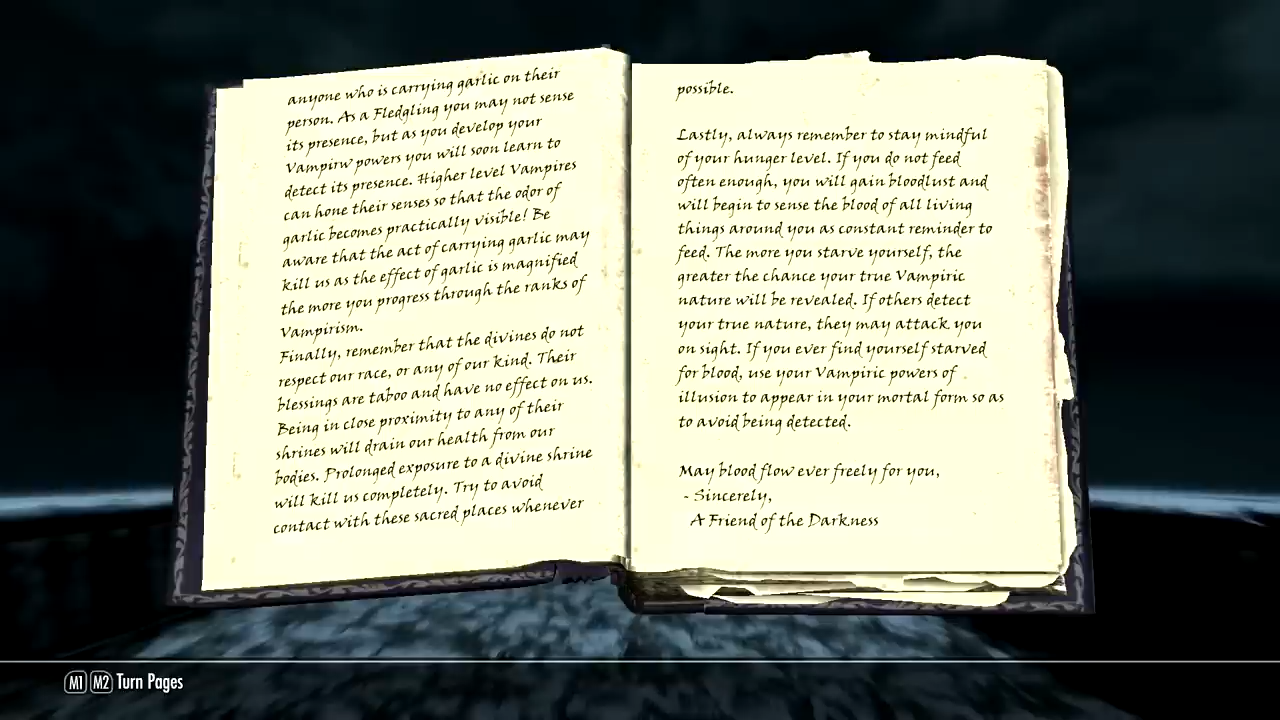 anyone who is carrying garlic on their
person. As a Fledgling you may not sense
its presence, but as you develop your
Vampirw powers you will soon learn to
detect its presence. Higher level Vampires
can hone their senses so that the odor of
garlic becomes practically visible! Be
aware that the act of carrying garlic may
kill us as the effect of garlic is magnified
the more you progress through the ranks of
Vampirism.
Finally, remember that the divines do not
respect our race, or any of our kind. Their
blessings are taboo and have no effect on us.
Being in close proximity to any of their
shrines will drain our health from our
bodies. Prolonged exposure to a divine shrine
will kill us completely. Try to avoid
contact with these sacred places whenever
possible.
Lastly, always remember to stay mindful
of your hunger level. If you do not feed
often enough, you will gain bloodlust and
will begin to sense the blood of all living
things around you as constant reminder to
feed. The more you starve yourself, the
greater the chance your true Vampiric
nature will be revealed. If others detect
your true nature, they may attack you
on sight. If you ever find yourself starved
for blood, use your Vampiric powers of
illusion to appear in your mortal form so as
to avoid being detected.
May blood flow ever freely for you,
- Sincerely,
A Friend of the Darkness
M1 M2 Turn Pages